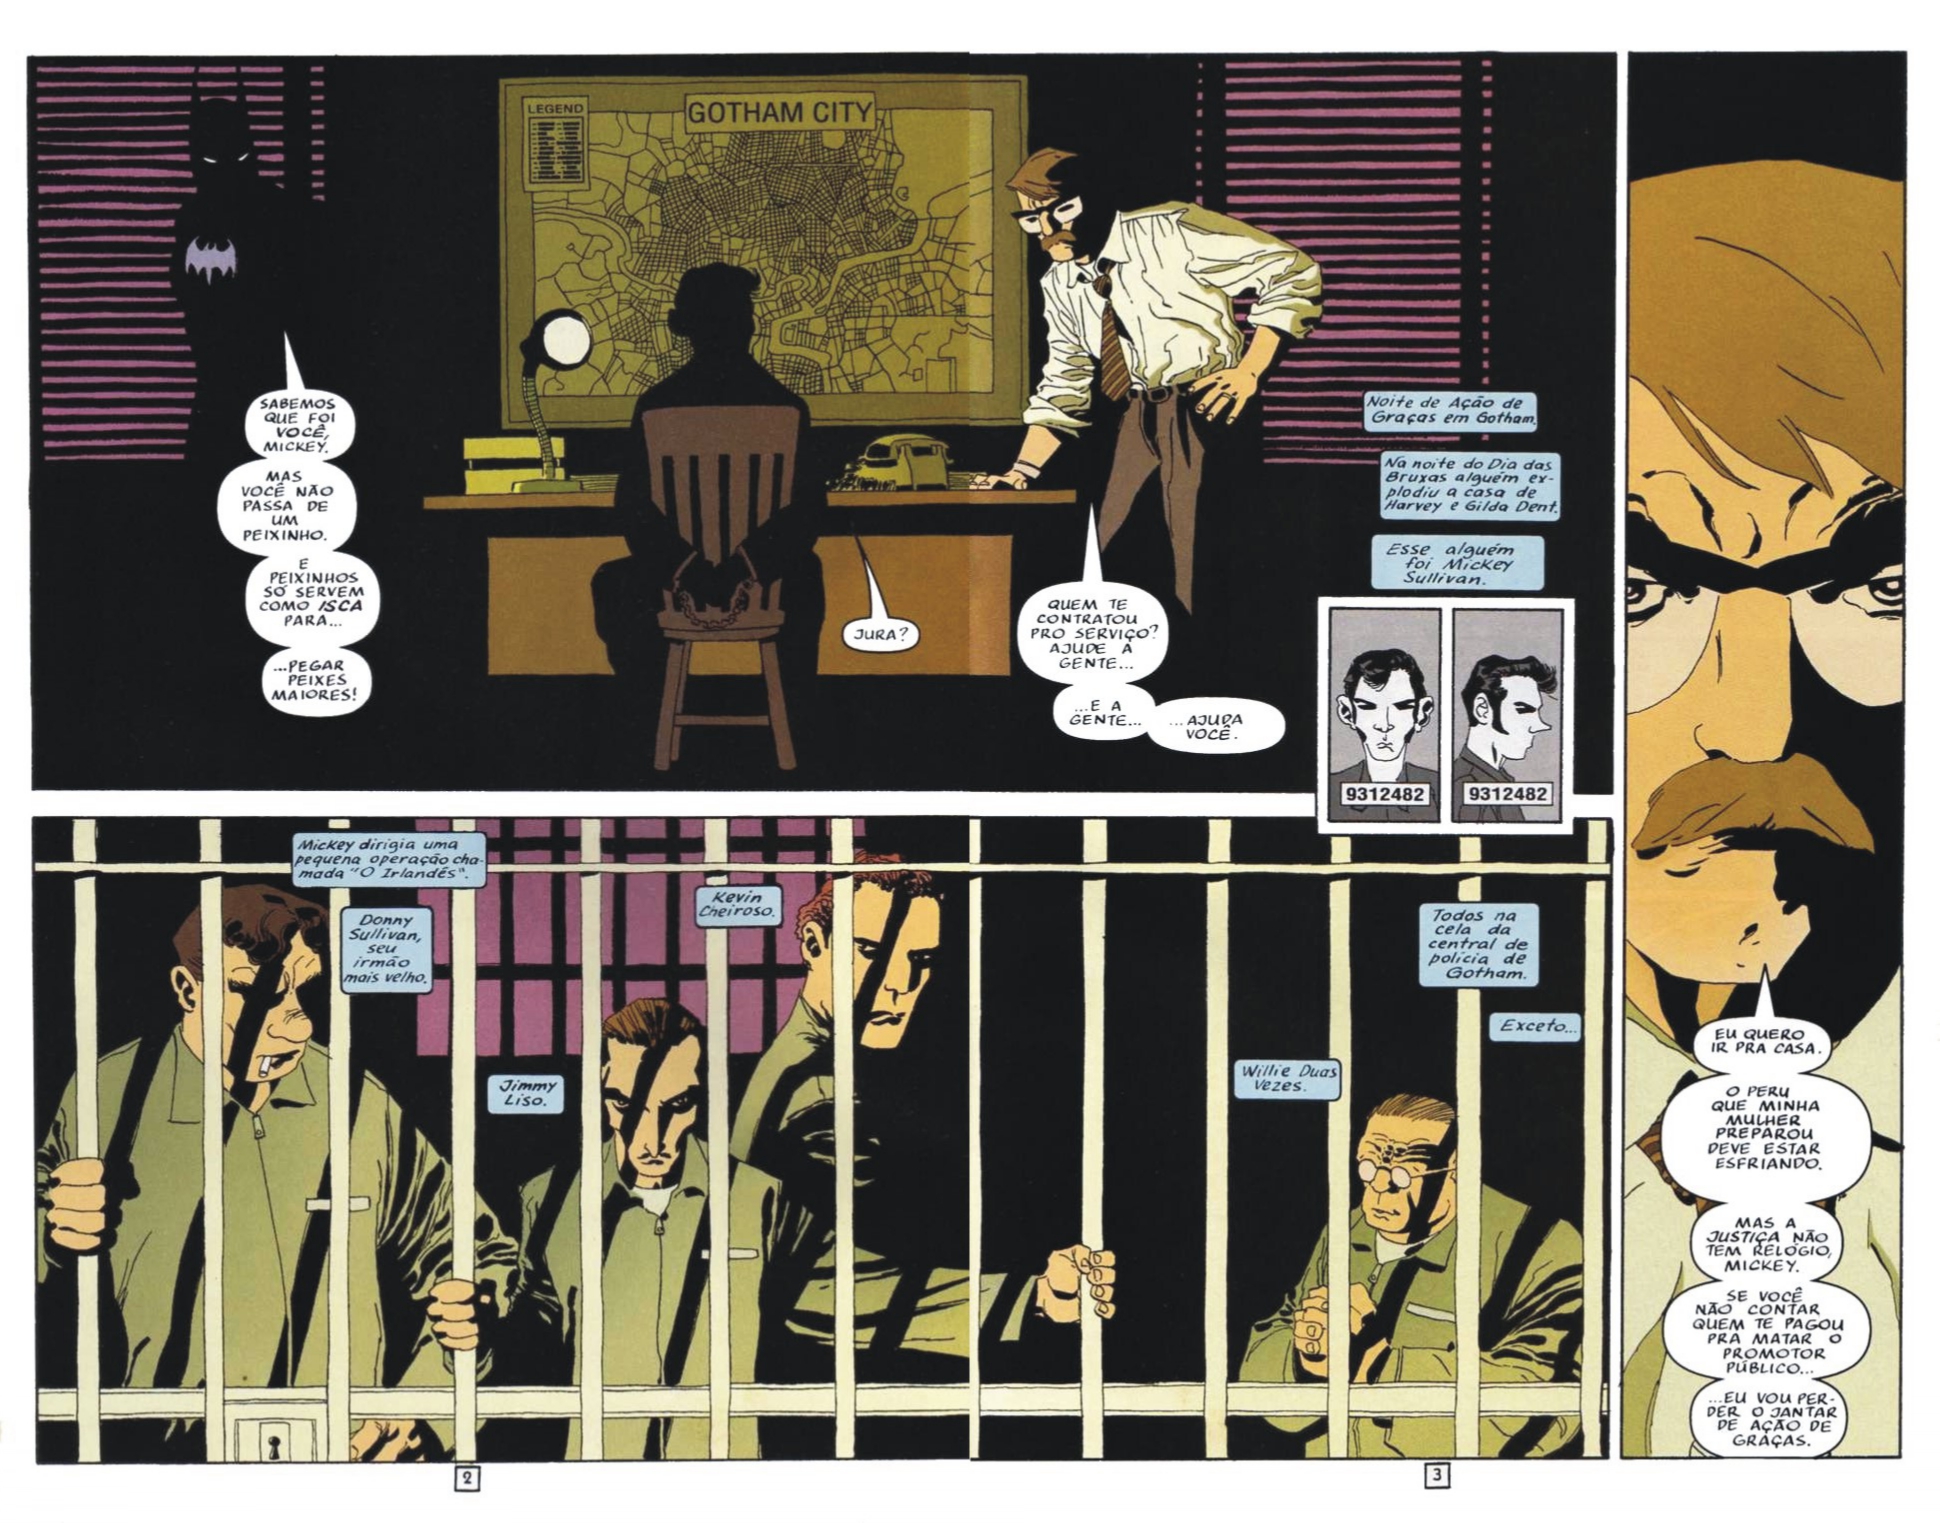 LEGEND
GOTHAM CITY
SABEMOS
QUE FOI
VOCÊ,
MICKEY.
MAS
VOCÊ NÃO
PASSA DE
UM
PEIXINHO.
E
PEIXINHOS
SÓ SERVEM
COMO ISCA
PARA...
...PEGAR
PEIXES
MAIORES!
JURA?
QUEM TE
CONTRATOU
PRO SERVIÇO?
AJUDE A
GENTE...
...E A
GENTE...
...AJUDA
VOCÊ.
Noite de Ação de
Graças em Gotham.
Na noite do Dia das
Bruxas alguém ex-
plodiu a casa de
Harvey e Gilda Dent.
Esse alguém
foi Mickey
Sullivan.
9312482
9312482
Mickey dirigia uma
pequena operação cha-
mada "O Irlandês".
Donny
Sullivan,
seu
irmão
mais velho.
Jimmy
Liso.
Kevin
Cheiroso.
Willie Duas
Vezes.
Todos na
cela da
central de
polícia de
Gotham.
Exceto...
EU QUERO
IR PRA CASA.
O PERU
QUE MINHA
MULHER
PREPAROU
DEVE ESTAR
ESFRIANDO.
MAS A
JUSTIÇA NÃO
TEM RELÓGIO,
MICKEY.
SE VOCÊ
NÃO CONTAR
QUEM TE PAGOU
PRA MATAR O
PROMOTOR
PÚBLICO...
...EU VOU PER-
DER O JANTAR
DE AÇÃO DE
GRAÇAS.
2
3